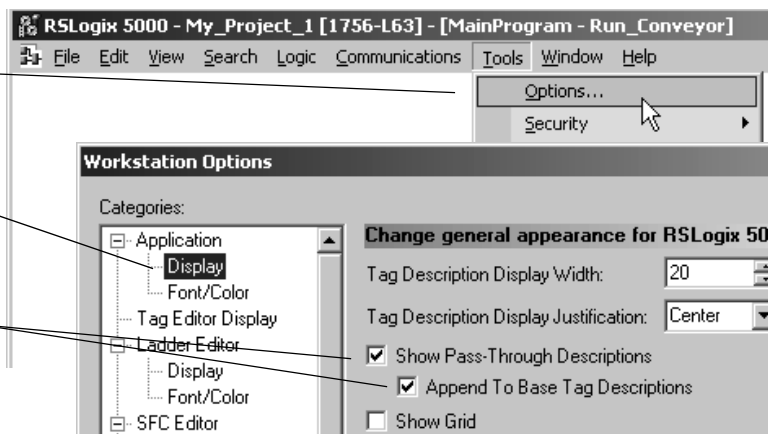 RSLogix 5000 - My_Project_1 [1756-L63] - [MainProgram - Run_Conveyor]
File Edit View Search Logic Communications Tools Window Help
Options...
Security
Workstation Options
Categories:
Application
Display
Font/Color
Tag Editor Display
Ladder Editor
Display
Font/Color
SFC Editor
Change general appearance for RSLogix 50
Tag Description Display Width: 20
Tag Description Display Justification: Center
Show Pass-Through Descriptions
Append To Base Tag Descriptions
Show Grid